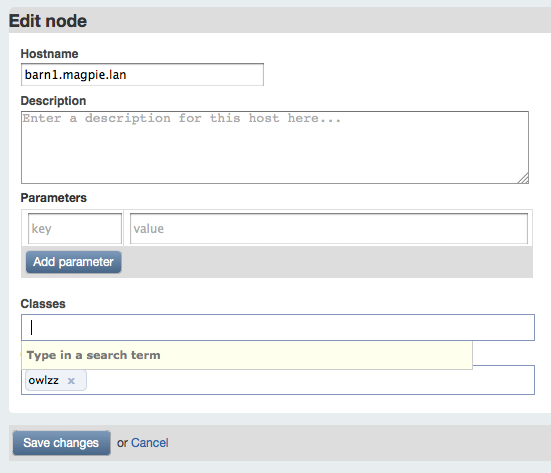 Edit node
Hostname
barn1.magpie.lan
Description
Enter a description for this host here...
Parameters
key value
Add parameter
Classes
Type in a search term
owlzz x
Save changes or Cancel